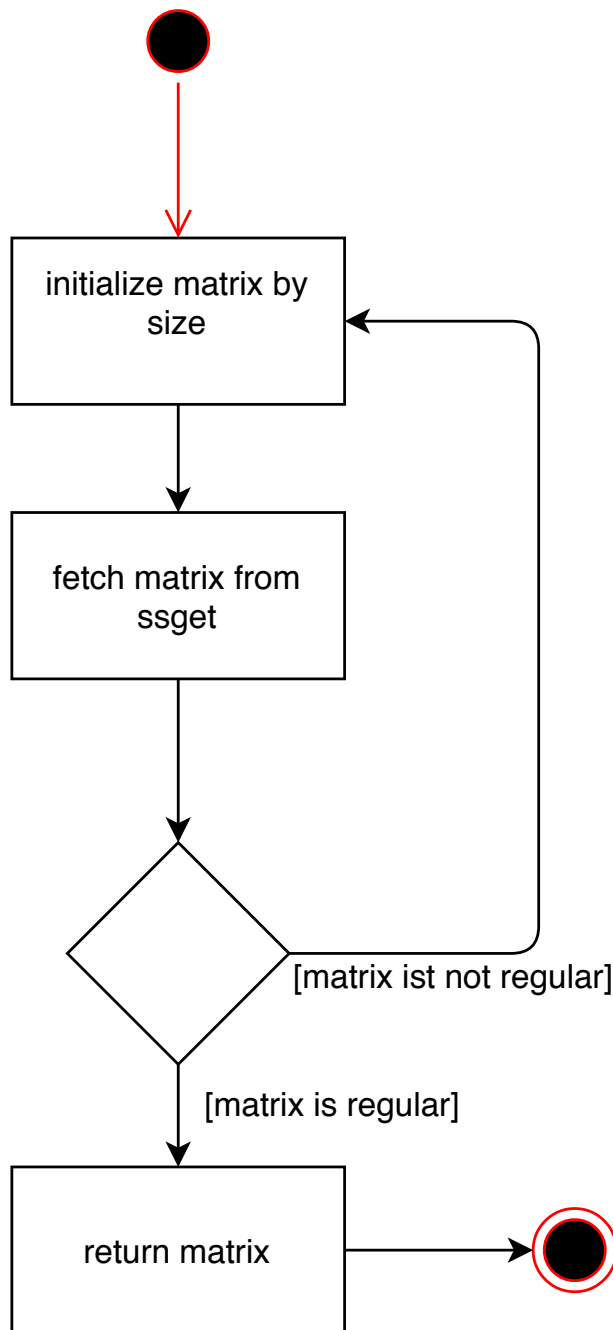 initialize matrix by
size
fetch matrix from
ssget
[matrix ist not regular]
[matrix is regular]
return matrix